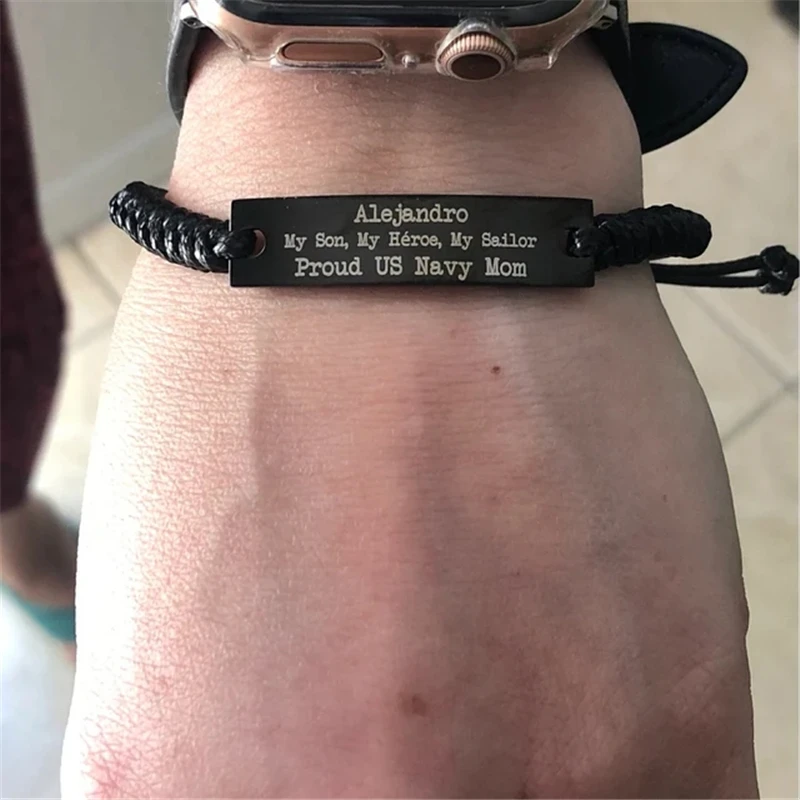 Alejandro
My Son, My Héroe, My Sailor
Proud US Navy Mom